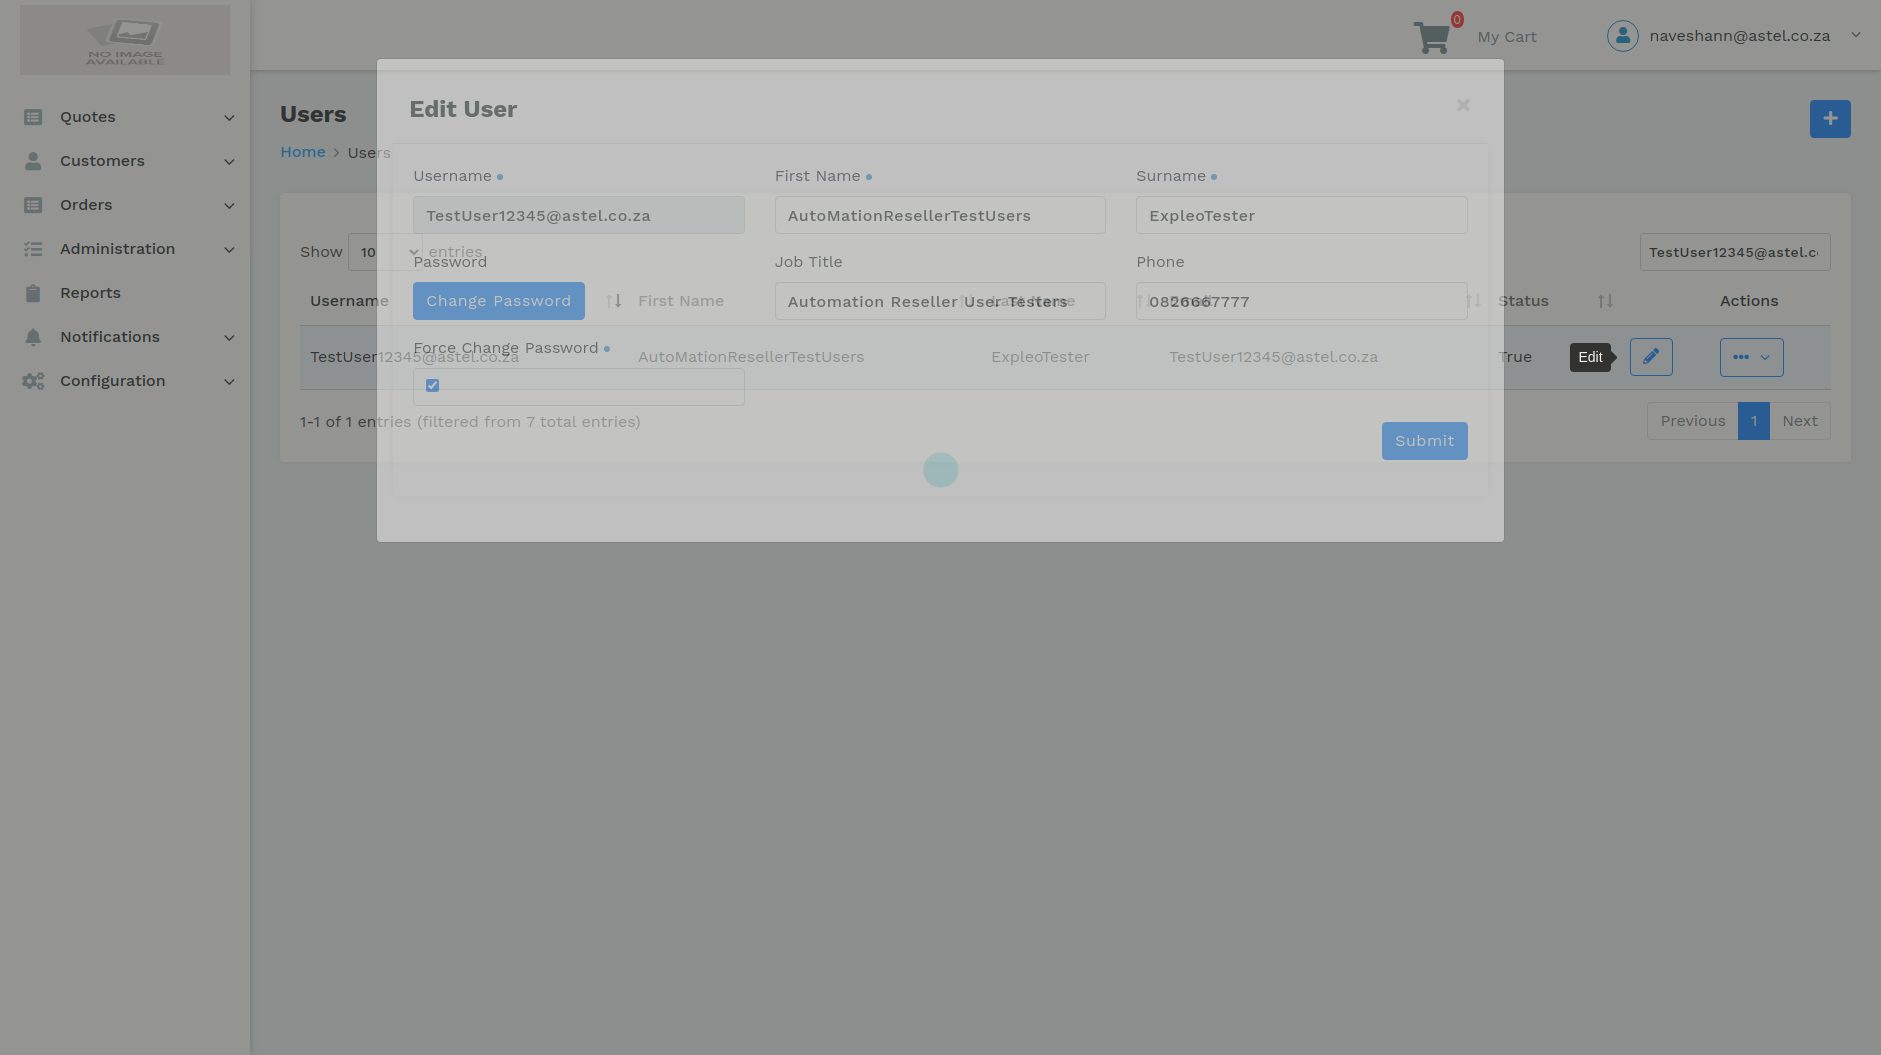 NO IMAGE
AVAILABLE
0
My Cart
naveshann@astel.co.za
Quotes
Customers
Orders
Administration
Reports
Notifications
Configuration
Users
Home > Users
+
Edit User
×
Username
First Name
Surname
TestUser12345@astel.co.za
AutoMationResellerTestUsers
ExpleoTester
Show 10 entries
TestUser12345@astel.c
Password
Job Title
Phone
Change Password
Automation Reseller User Testers
0826667777
Username
First Name
Last Name
Status
Actions
Force Change Password
TestUser12345@astel.co.za
AutoMationResellerTestUsers
ExpleoTester
TestUser12345@astel.co.za
True
Edit
1-1 of 1 entries (filtered from 7 total entries)
Previous 1 Next
Submit